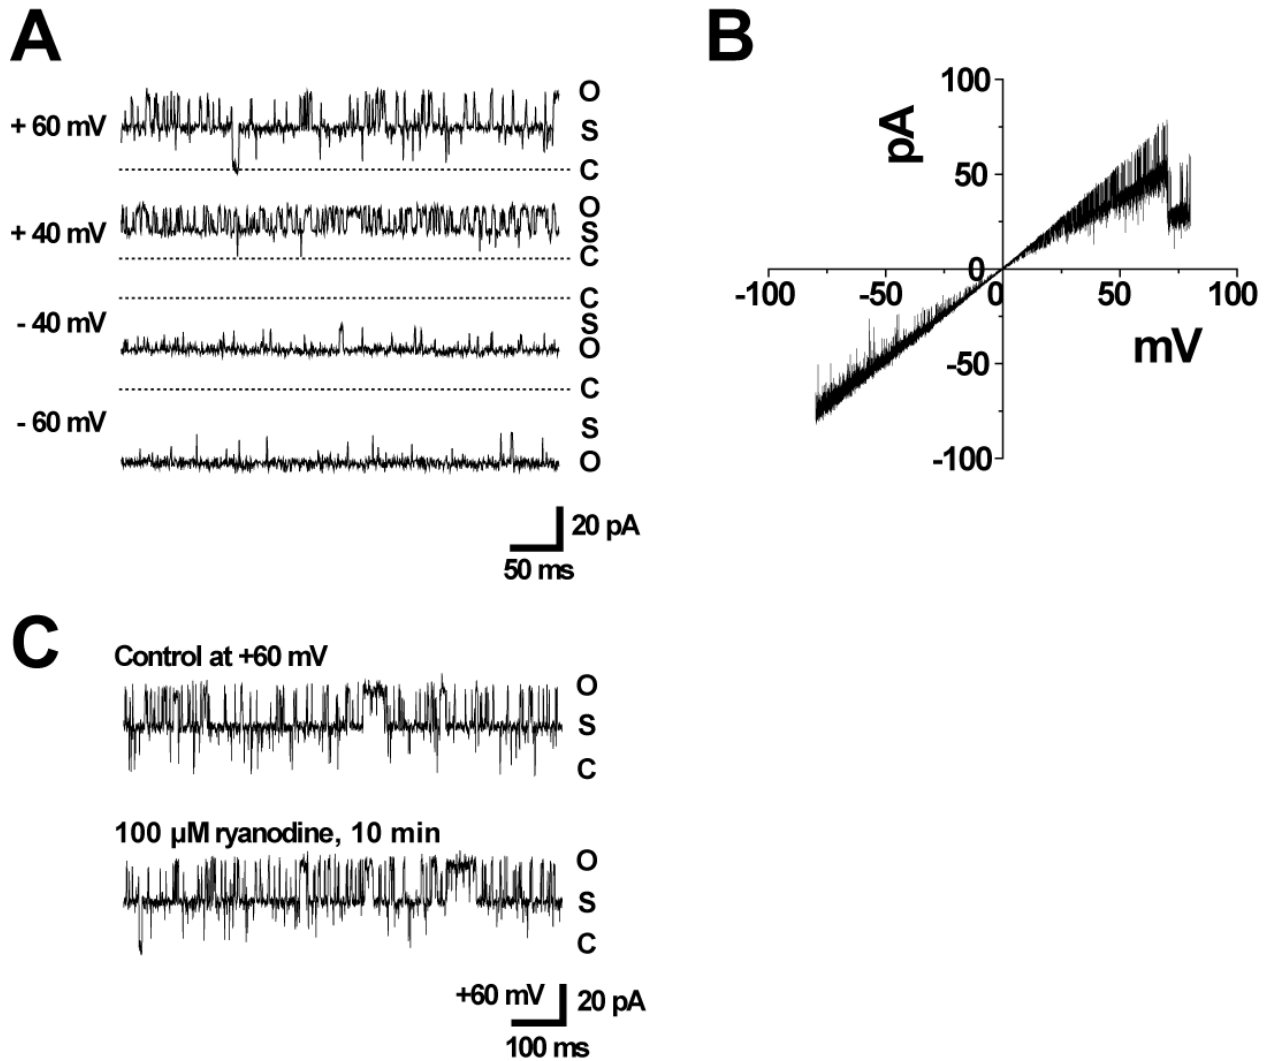 A
+ 60 mV
O
S
C
+ 40 mV
O
S
C
- 40 mV
C
S
O
- 60 mV
C
S
O
20 pA
50 ms
B
pA
100
50
0
-50
-100
-100
-50
0
50
100
mV
C
Control at +60 mV
O
S
C
100 µM ryanodine, 10 min
O
S
C
+60 mV
20 pA
100 ms